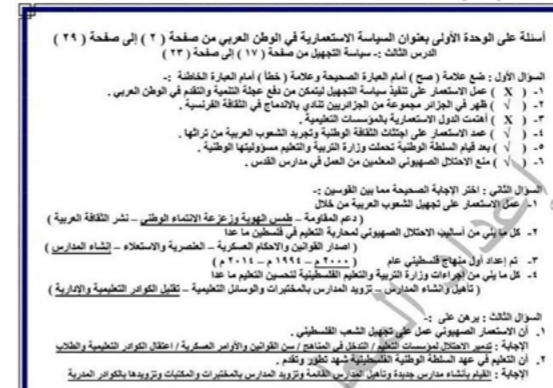 أسئلة على الوحدة الأولى بعنوان السياسة الاستعمارية في الوطن العربي من صفحة ( ٢ ) إلى صفحة ( ٢٩ )
الدرس الثالث :- سياسة التجهيل من صفحة ( ١٧ ) إلى صفحة ( ٢٣ )
السؤال الأول : ضع علامة ( صح ) أمام العبارة الصحيحة وعلامة ( خطأ ) أمام العبارة الخاطئة :-
١- ( X ) عمل الاستعمار على تنفيذ سياسة التجهيل ليتمكن من دفع عجلة التنمية والتقدم في الوطن العربي .
٢- ( √ ) ظهر في الجزائر مجموعة من الجزائريين تنادي بالاندماج في الثقافة الفرنسية .
٣- ( X ) أهتمت الدول الاستعمارية بالمؤسسات التعليمية .
٤- ( √ ) عمد الاستعمار على اجتثاث الثقافة الوطنية وتجريد الشعوب العربية من تراثها .
٥- ( √ ) بعد قيام السلطة الوطنية تحملت وزارة التربية والتعليم مسؤوليتها الوطنية .
٦- ( √ ) منع الاحتلال الصهيوني المعلمين من العمل في مدارس القدس .
السؤال الثاني : اختر الإجابة الصحيحة مما بين القوسين :-
١- عمل الاستعمار على تجهيل الشعوب العربية من خلال
( دعم المقاومة – طمس الهوية وزعزعة الانتماء الوطني – نشر الثقافة العربية )
٢- كل ما يلي من أساليب الاحتلال الصهيوني لمحاربة التعليم في فلسطين ما عدا
( اصدار القوانين والاحكام العسكرية – العنصرية والاستعلاء – إنشاء المدارس )
٣- تم إعداد أول منهاج فلسطيني عام ( ٢٠٠٠ م – ١٩٩٤ م – ٢٠١٤ م )
٤- كل ما يلي من إجراءات وزارة التربية والتعليم الفلسطينية لتحسين التعليم ما عدا
( تأهيل وانشاء المدارس – تزويد المدارس بالمختبرات والوسائل التعليمية – تقليل الكوادر التعليمية والإدارية )
السؤال الثالث : برهن على :-
١. أن الاستعمار الصهيوني عمل على تجهيل الشعب الفلسطيني .
الإجابة : تدمير الاحتلال لمؤسسات التعليم / التدخل في المناهج / سن القوانين والأوامر العسكرية / اعتقال الكوادر التعليمية والطلاب
٢. أن التعليم في عهد السلطة الوطنية الفلسطينية شهد تطور وتقدم .
الإجابة : القيام بأنشاء مدارس جديدة وتأهيل المدارس القائمة وتزويد المدارس بالمختبرات والمكتبات وتزويدها بالكوادر المدربة
إعداد